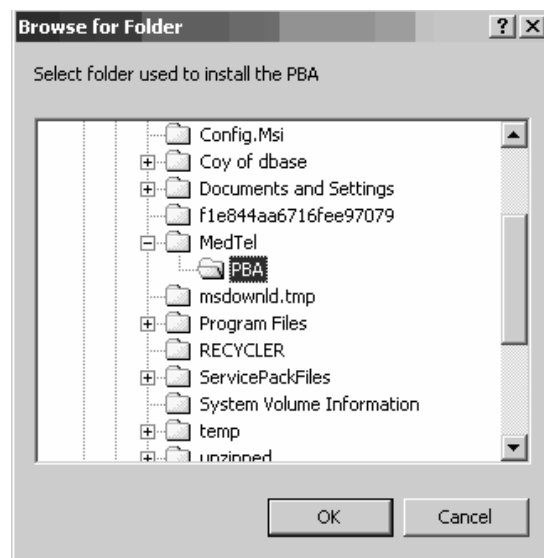 Browse for Folder
Select folder used to install the PBA
Config.Msi
Coy of dbase
Documents and Settings
f1e844aa6716fee97079
MedTel
PBA
msdownld.tmp
Program Files
RECYCLER
ServicePackFiles
System Volume Information
temp
unzipped
OK Cancel